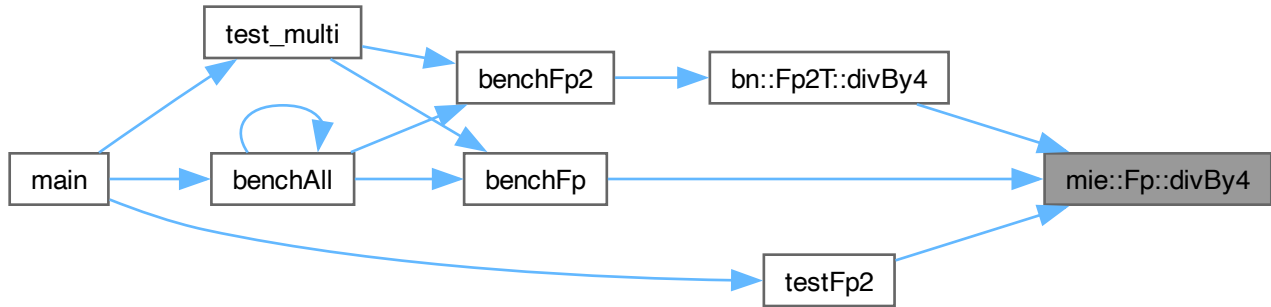 test_multi
benchFp2
bn::Fp2T::divBy4
main
benchAll
benchFp
mie::Fp::divBy4
testFp2